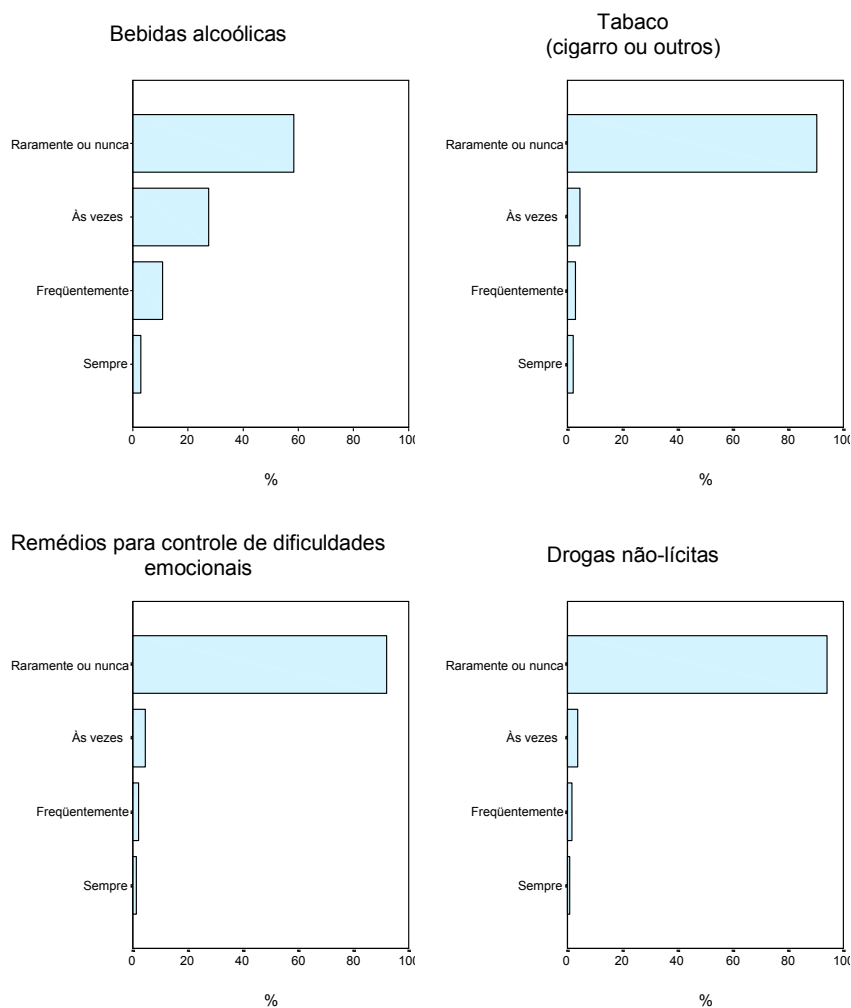 Bebidas alcoólicas
Raramente ou nunca
Às vezes
Freqüentemente
Sempre
0 20 40 60 80 100
%
Tabaco
(cigarro ou outros)
Raramente ou nunca
Às vezes
Freqüentemente
Sempre
0 20 40 60 80 100
%
Remédios para controle de dificuldades
emocionais
Raramente ou nunca
Às vezes
Freqüentemente
Sempre
0 20 40 60 80 100
%
Drogas não-lícitas
Raramente ou nunca
Às vezes
Freqüentemente
Sempre
0 20 40 60 80 100
%